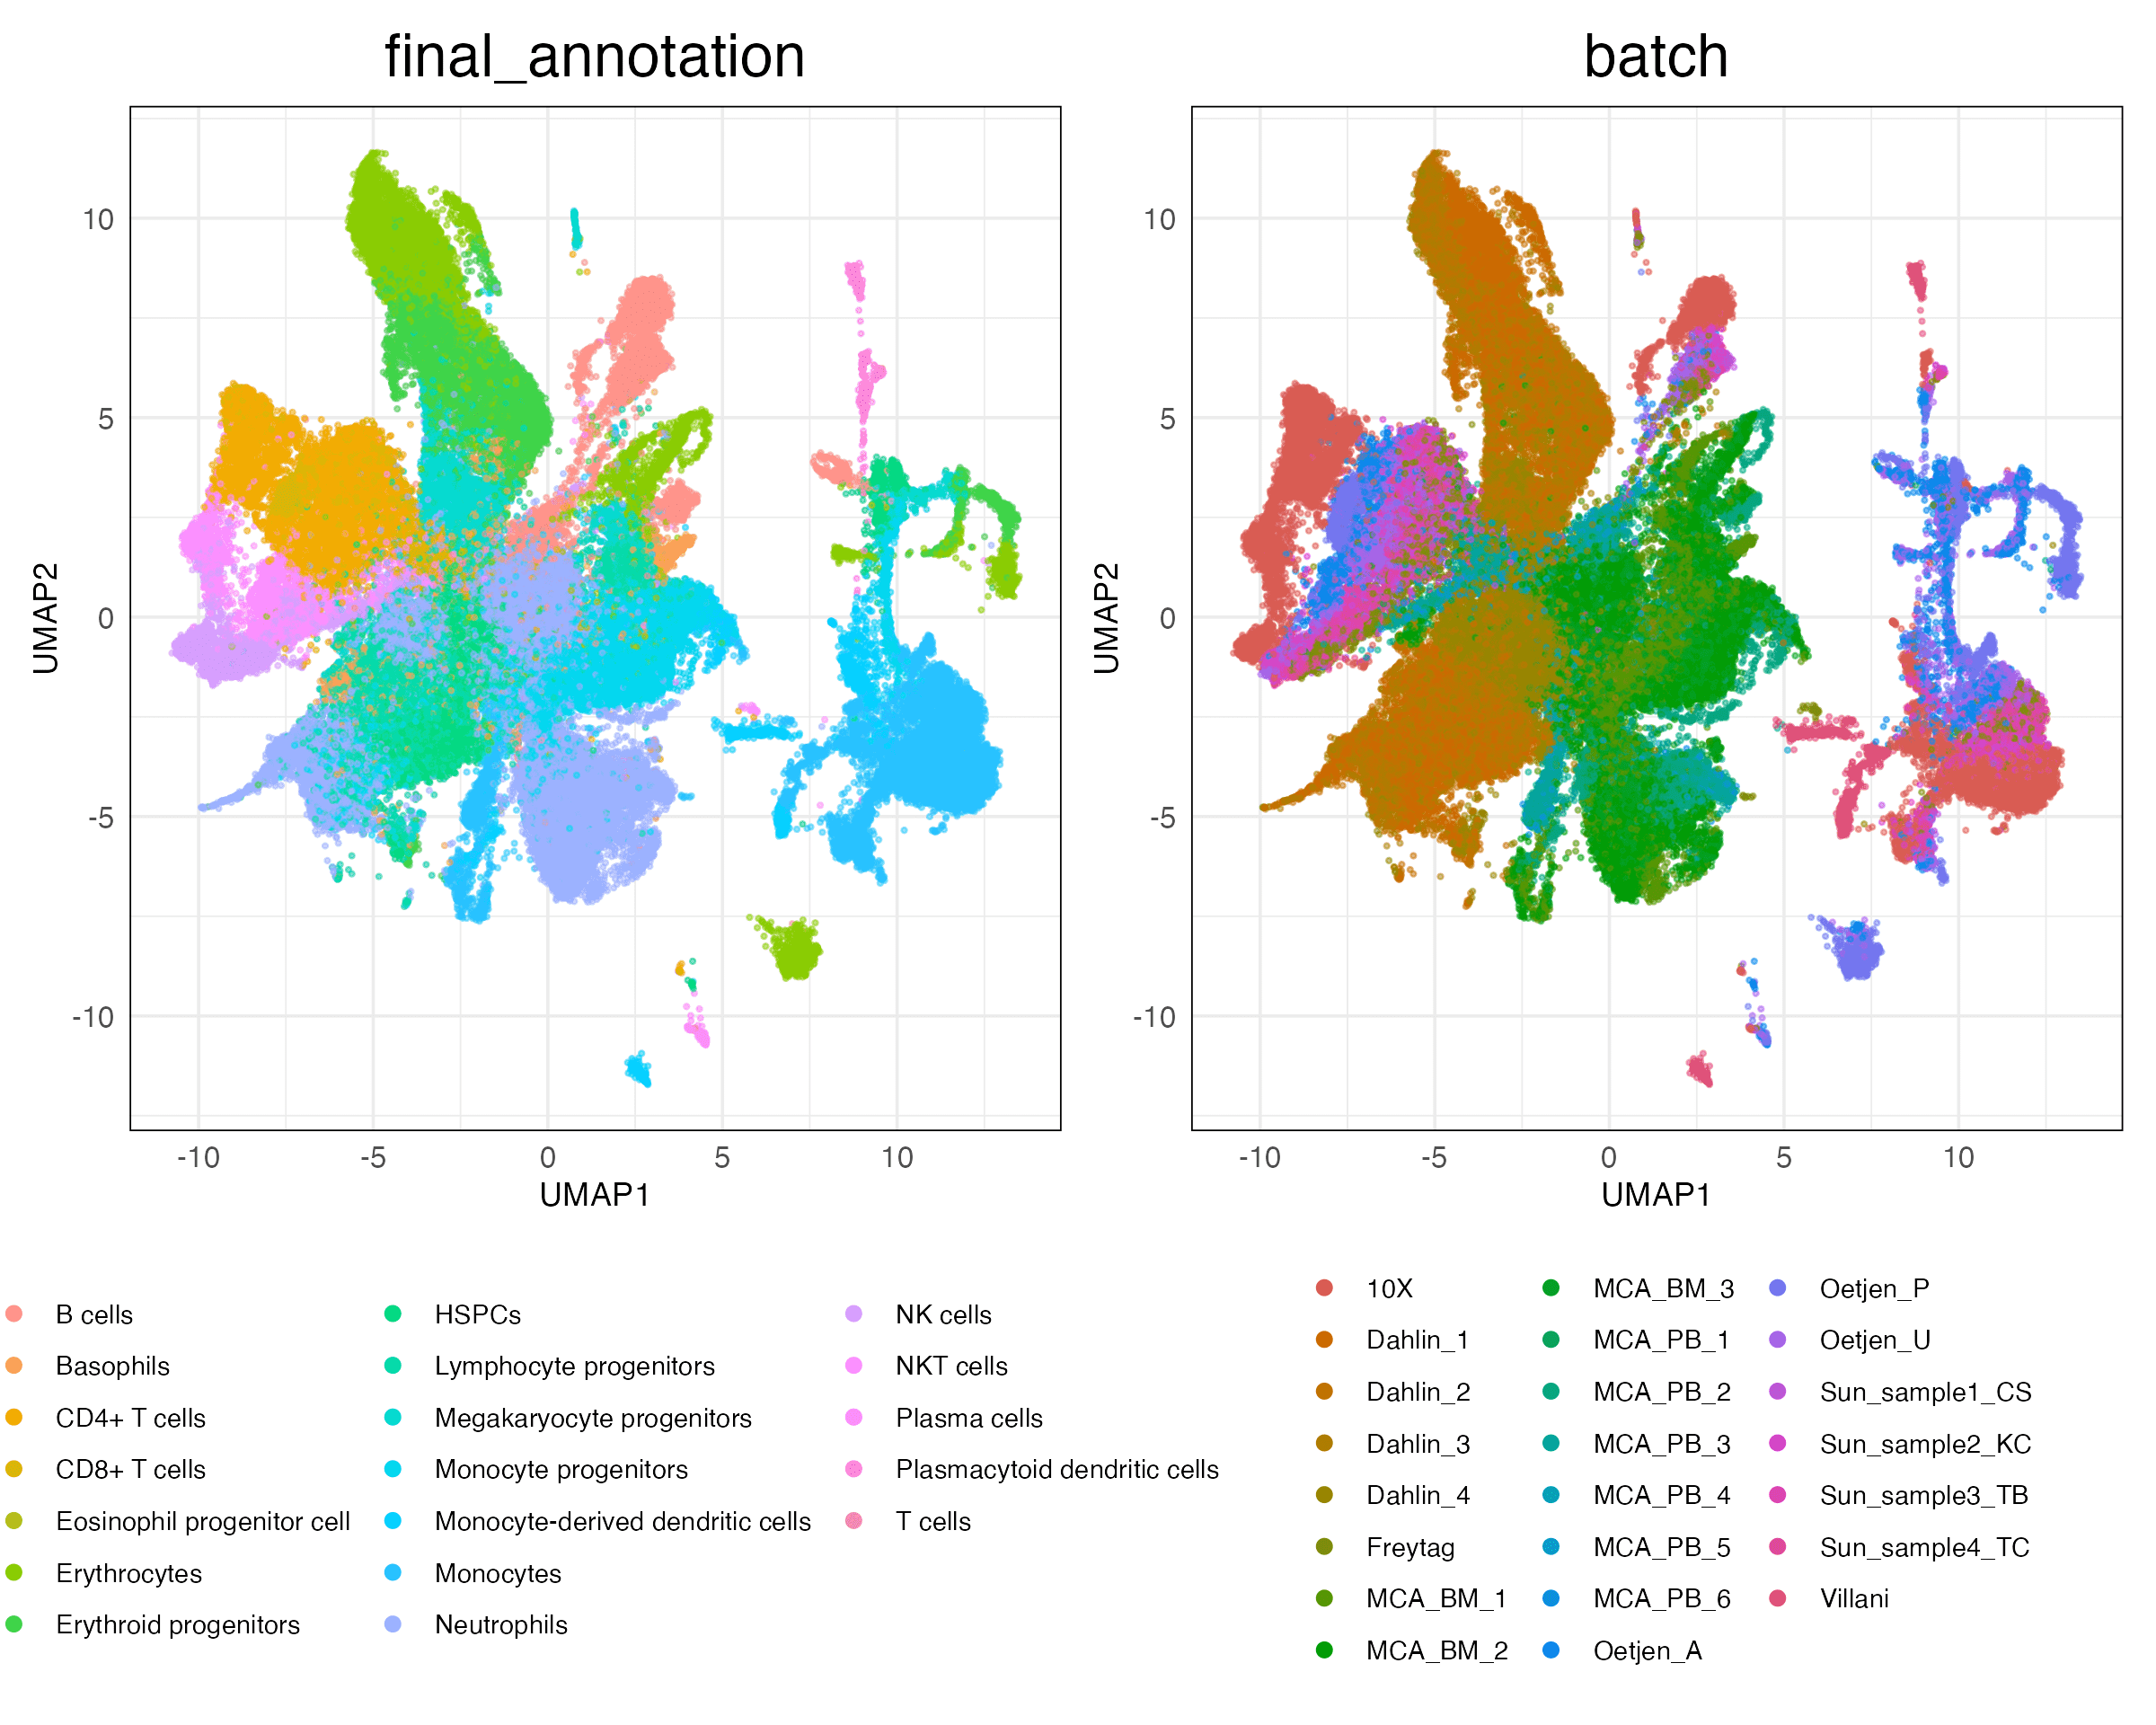 final_annotation
batch
UMAP2
10
5
0
-5
-10
-10
-5
0
5
10
UMAP1
UMAP2
10
5
0
-5
-10
-10
-5
0
5
10
UMAP1
B cells
Basophils
CD4+ T cells
CD8+ T cells
Eosinophil progenitor cell
Erythrocytes
Erythroid progenitors
HSPCs
Lymphocyte progenitors
Megakaryocyte progenitors
Monocyte progenitors
Monocyte-derived dendritic cells
Monocytes
Neutrophils
NK cells
NKT cells
Plasma cells
Plasmacytoid dendritic cells
T cells
10X
Dahlin_1
Dahlin_2
Dahlin_3
Dahlin_4
Freytag
MCA_BM_1
MCA_BM_2
MCA_BM_3
MCA_PB_1
MCA_PB_2
MCA_PB_3
MCA_PB_4
MCA_PB_5
MCA_PB_6
Oetjen_A
Oetjen_P
Oetjen_U
Sun_sample1_CS
Sun_sample2_KC
Sun_sample3_TB
Sun_sample4_TC
Villani